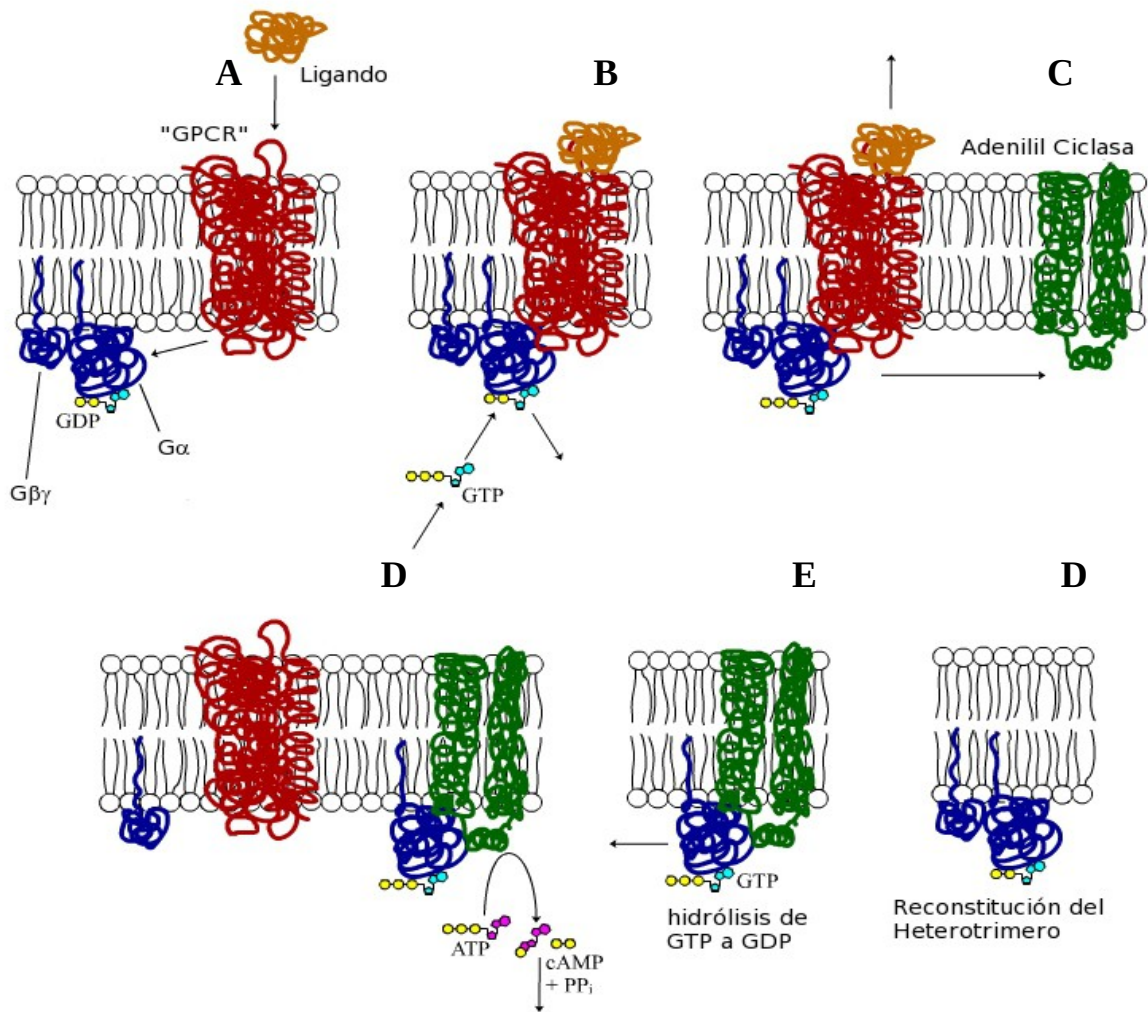 A
Ligando
"GPCR"
GDP
Gα
Gβγ
B
GTP
C
Adenilil Ciclasa
D
ATP
cAMP
+ PPi
E
GTP
hidrólisis de
GTP a GDP
D
Reconstitución del
Heterotrimero